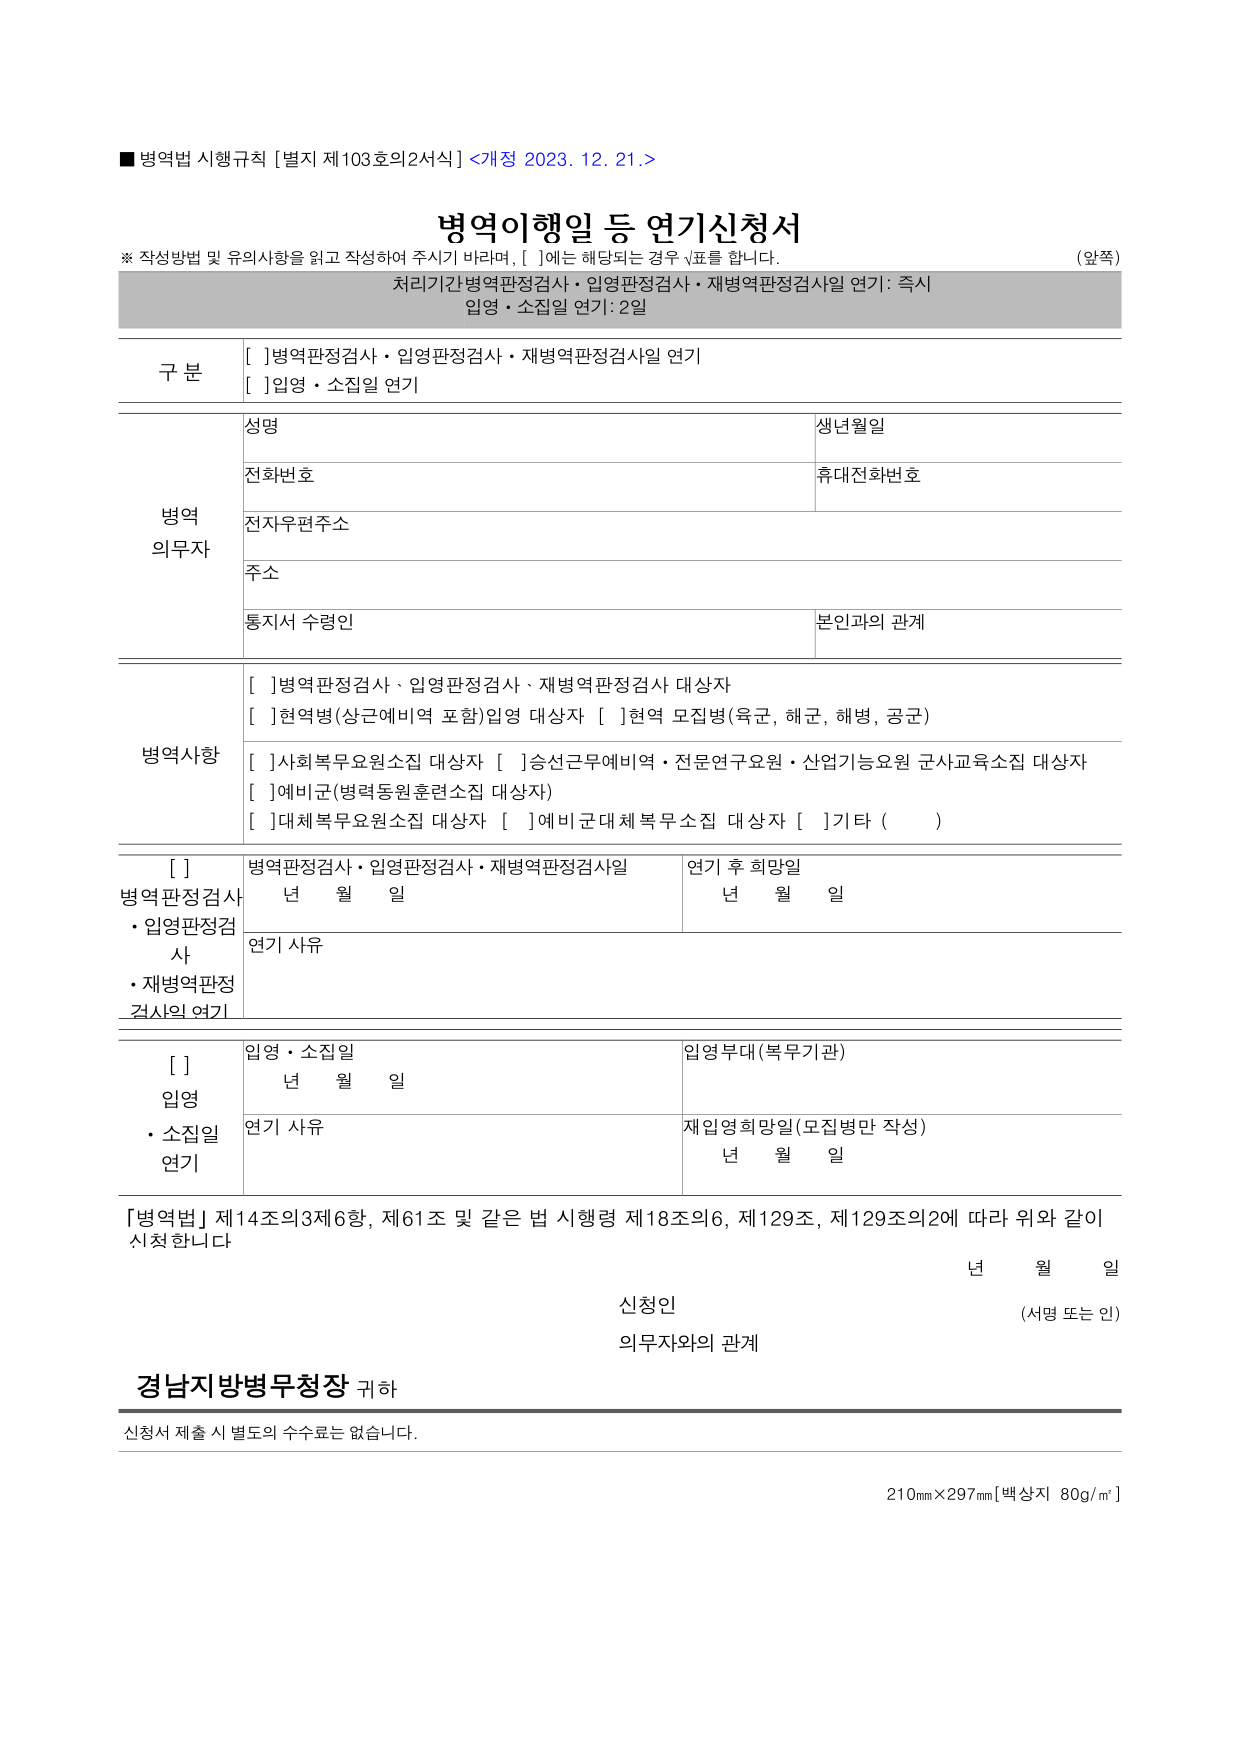 ■ 병역법 시행규칙 [별지 제103호의2서식] <개정 2023. 12. 21.>
병역이행일 등 연기신청서
※ 작성방법 및 유의사항을 읽고 작성하여 주시기 바라며, [ ]에는 해당되는 경우 √표를 합니다. (앞쪽)
처리기간 병역판정검사·입영판정검사·재병역판정검사일 연기: 즉시
입영·소집일 연기: 2일
구 분
[ ]병역판정검사·입영판정검사·재병역판정검사일 연기
[ ]입영·소집일 연기
병역
의무자
성명 생년월일
전화번호 휴대전화번호
전자우편주소
주소
통지서 수령인 본인과의 관계
병역사항
[ ]병역판정검사、입영판정검사、재병역판정검사 대상자
[ ]현역병(상근예비역 포함)입영 대상자 [ ]현역 모집병(육군, 해군, 해병, 공군)
[ ]사회복무요원소집 대상자 [ ]승선근무예비역·전문연구요원·산업기능요원 군사교육소집 대상자
[ ]예비군(병력동원훈련소집 대상자)
[ ]대체복무요원소집 대상자 [ ]예비군대체복무소집 대상자 [ ]기타 ( )
[ ]
병역판정검사
·입영판정검
사
·재병역판정
검사일 연기
병역판정검사·입영판정검사·재병역판정검사일 연기 후 희망일
년 월 일 년 월 일
연기 사유
[ ]
입영
·소집일
연기
입영·소집일 입영부대(복무기관)
년 월 일
연기 사유 재입영희망일(모집병만 작성)
년 월 일
「병역법」 제14조의3제6항, 제61조 및 같은 법 시행령 제18조의6, 제129조, 제129조의2에 따라 위와 같이
신청합니다
년 월 일
신청인 (서명 또는 인)
의무자와의 관계
경남지방병무청장 귀하
신청서 제출 시 별도의 수수료는 없습니다.
210㎜×297㎜[백상지 80g/㎡]